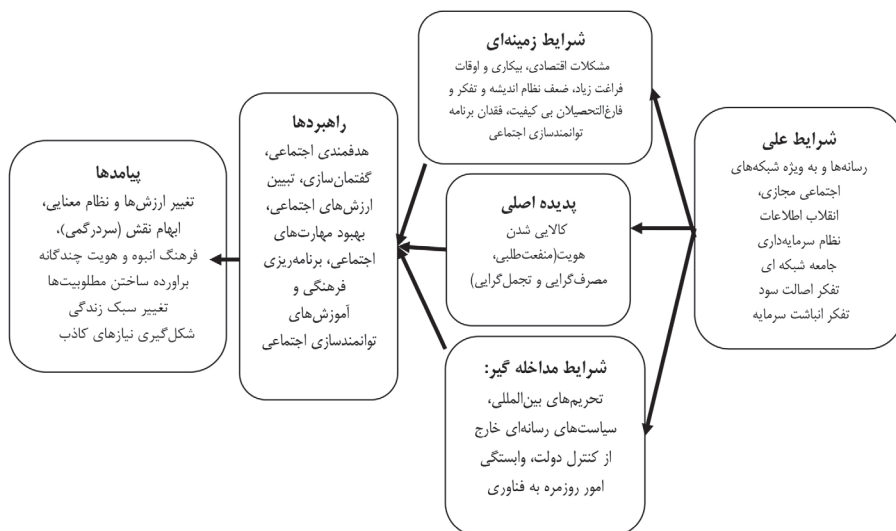 شرایط علی
رسانه‌ها و به ویژه شبکه‌های
اجتماعی مجازی،
انقلاب اطلاعات
نظام سرمایه‌داری
جامعه شبکه ای
تفکر اصالت سود
تفکر انباشت سرمایه
شرایط زمینه‌ای
مشکلات اقتصادی، بیکاری و اوقات
فراغت زیاد، ضعف نظام اندیشه و تفکر و
فارغ‌التحصیلان بی کیفیت، فقدان برنامه
توانمندسازی اجتماعی
پدیده اصلی
کالایی شدن
هویت(منفعت‌طلبی،
مصرف‌گرایی و تجمل‌گرایی)
شرایط مداخله گیر:
تحریم‌های بین‌المللی،
سیاست‌های رسانه‌ای خارج
از کنترل دولت، وابستگی
امور روزمره به فناوری
راهبردها
هدفمندی اجتماعی،
گفتمان‌سازی، تبیین
ارزش‌های اجتماعی،
بهبود مهارت‌های
اجتماعی، برنامه‌ریزی
فرهنگی و
آموزش‌های
توانمندسازی اجتماعی
پیامدها
تغییر ارزش‌ها و نظام معنایی،
ابهام نقش (سردرگمی)،
فرهنگ انبوه و هویت چندگانه
براورده ساختن مطلوبیت‌ها
تغییر سبک زندگی
شکل‌گیری نیازهای کاذب